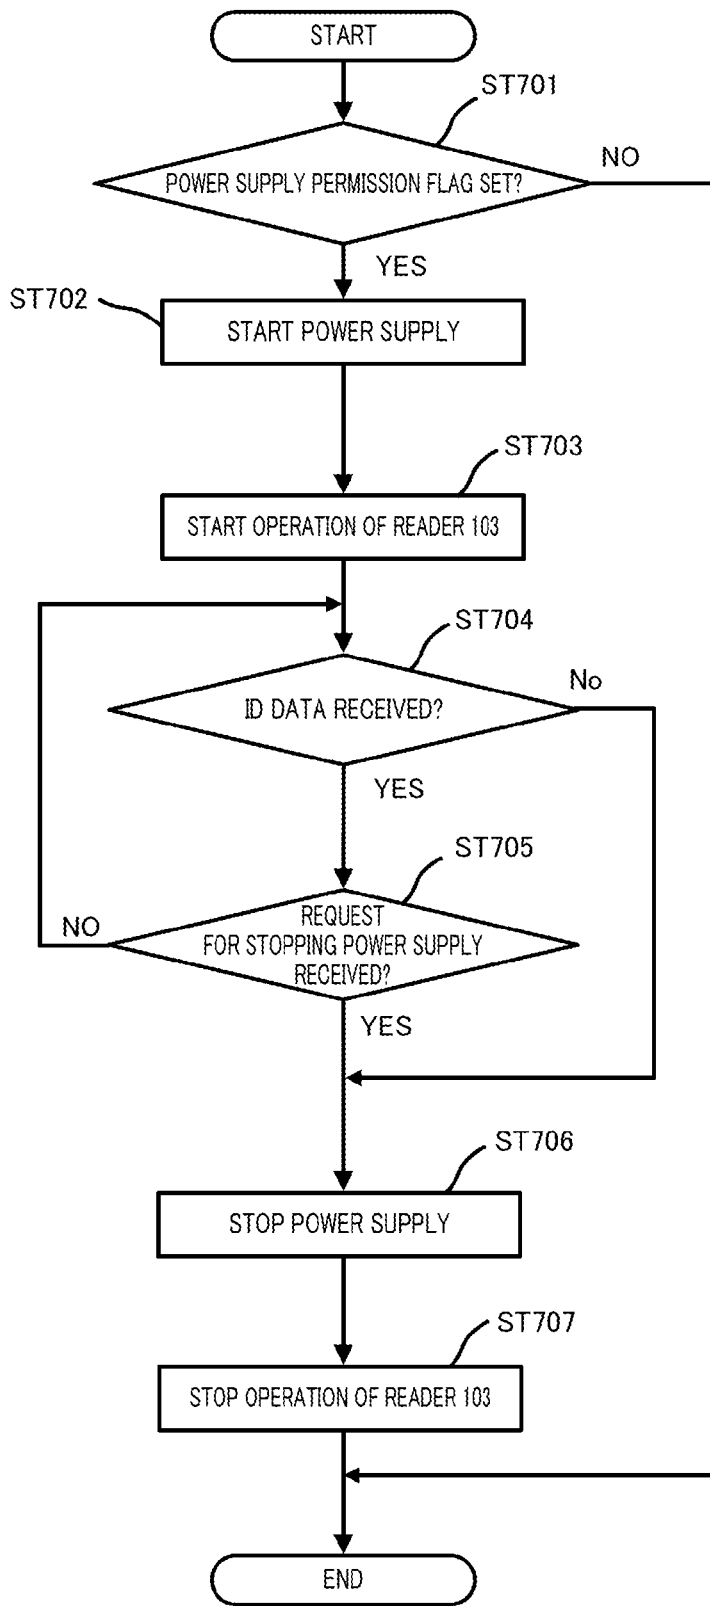 START
ST701
POWER SUPPLY PERMISSION FLAG SET?
NO
YES
ST702
START POWER SUPPLY
ST703
START OPERATION OF READER 103
ST704
ID DATA RECEIVED?
No
YES
ST705
REQUEST
FOR STOPPING POWER SUPPLY
RECEIVED?
NO
YES
ST706
STOP POWER SUPPLY
ST707
STOP OPERATION OF READER 103
END